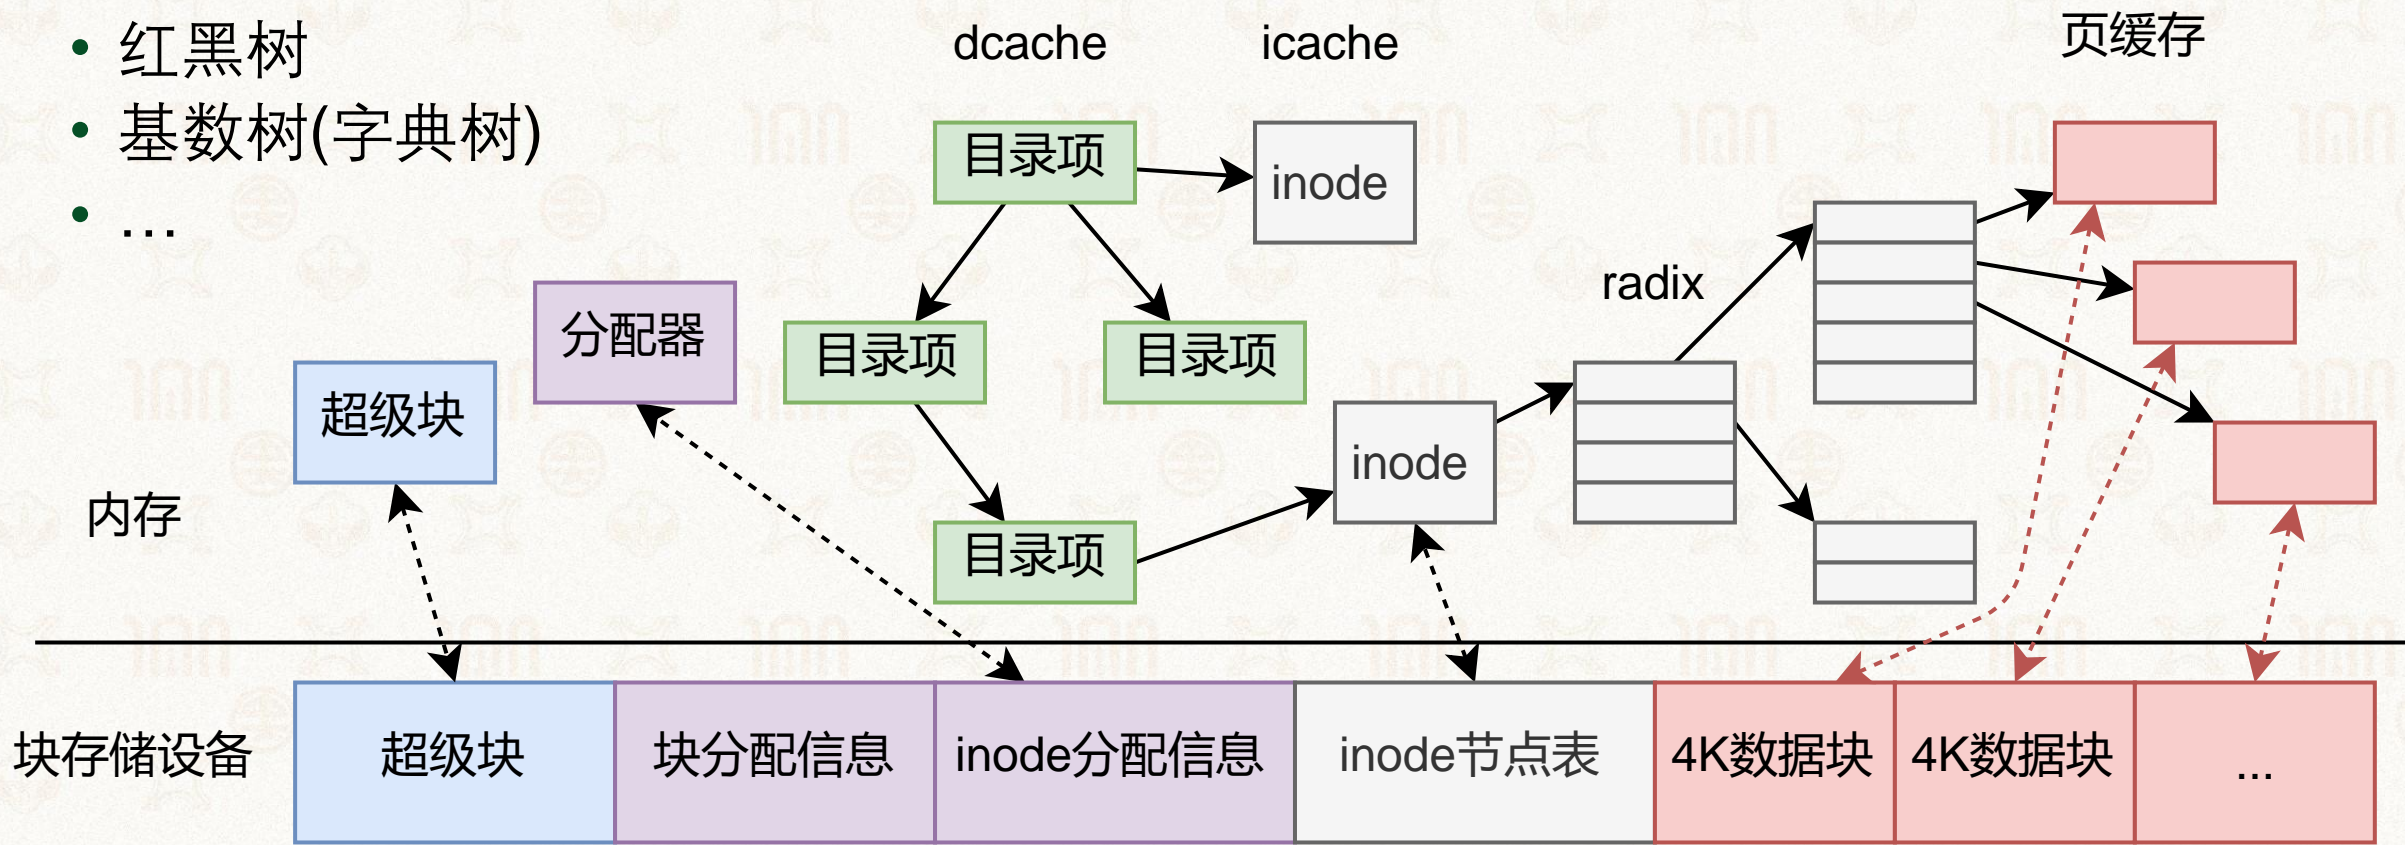 • 红黑树
• 基数树(字典树)
• …
dcache
icache
页缓存
目录项
inode
radix
分配器
目录项
目录项
超级块
inode
内存
目录项
块存储设备
超级块
块分配信息
inode分配信息
inode节点表
4K数据块
4K数据块
...